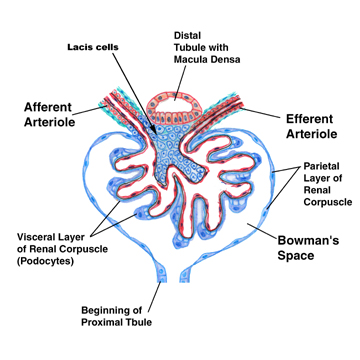 Distal
Tubule with
Macula Densa
Lacis cells
Afferent
Arteriole
Efferent
Arteriole
Parietal
Layer of
Renal
Corpuscle
Visceral Layer
of Renal Corpuscle
(Podocytes)
Bowman's
Space
Beginning of
Proximal Tbule